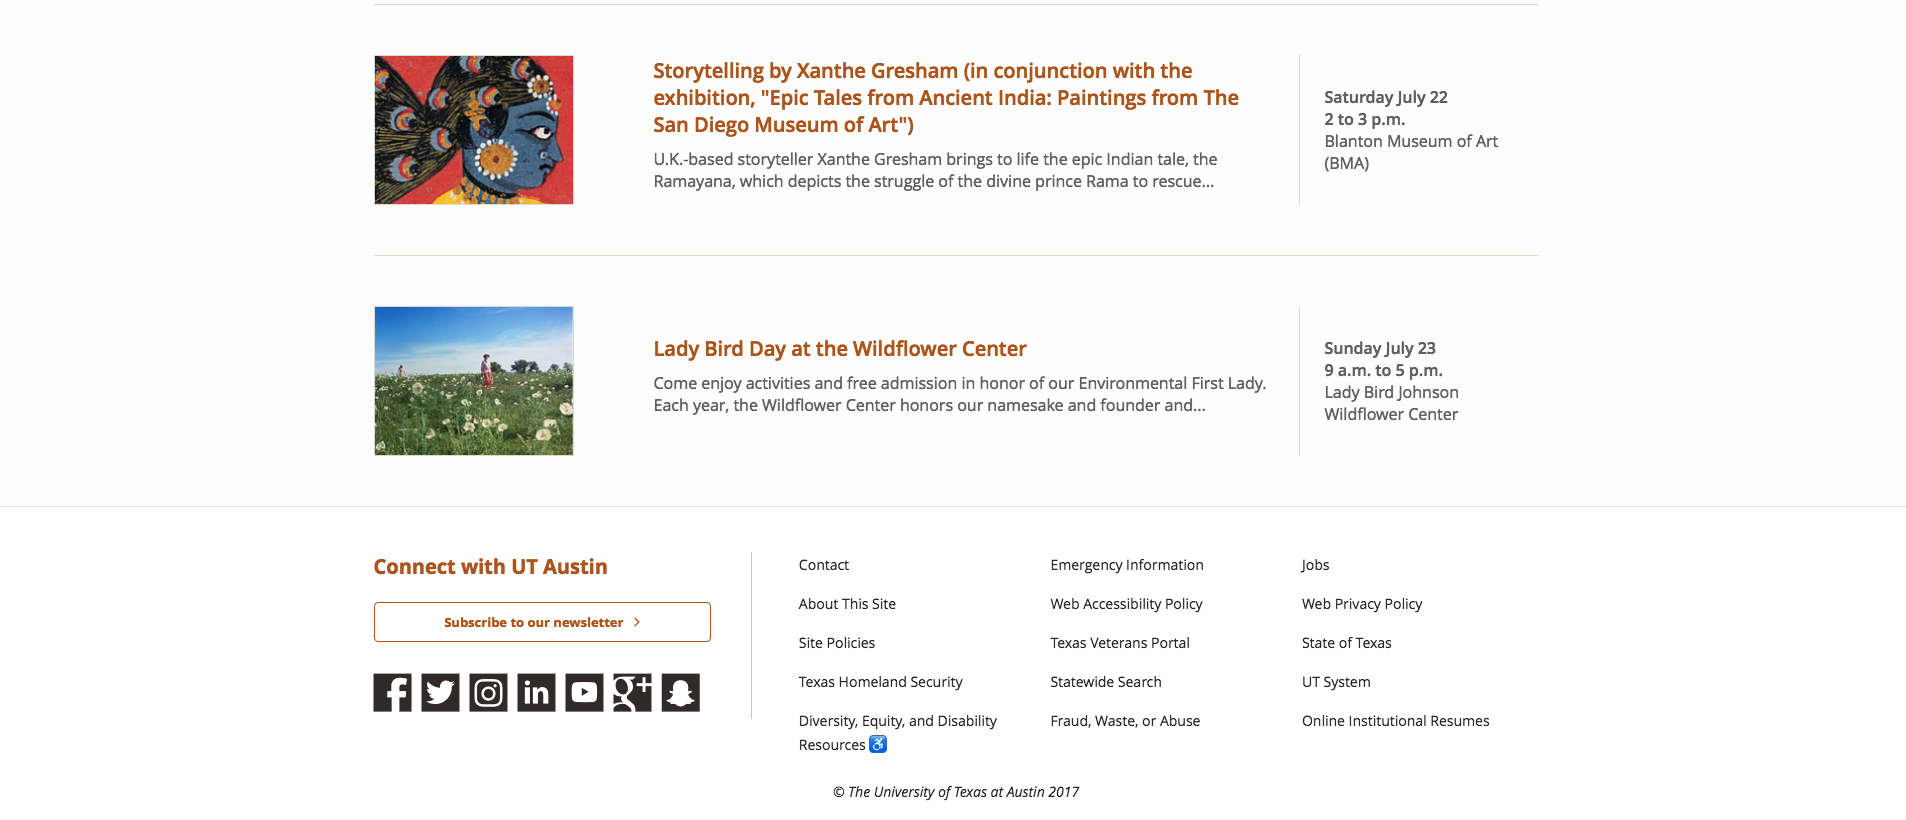 Storytelling by Xanthe Gresham (in conjunction with the
exhibition, "Epic Tales from Ancient India: Paintings from The
San Diego Museum of Art")
U.K.-based storyteller Xanthe Gresham brings to life the epic Indian tale, the
Ramayana, which depicts the struggle of the divine prince Rama to rescue...
Saturday July 22
2 to 3 p.m.
Blanton Museum of Art
(BMA)
Lady Bird Day at the Wildflower Center
Come enjoy activities and free admission in honor of our Environmental First Lady.
Each year, the Wildflower Center honors our namesake and founder and...
Sunday July 23
9 a.m. to 5 p.m.
Lady Bird Johnson
Wildflower Center
Connect with UT Austin
Subscribe to our newsletter
Contact
About This Site
Site Policies
Texas Homeland Security
Diversity, Equity, and Disability
Resources
Emergency Information
Web Accessibility Policy
Texas Veterans Portal
Statewide Search
Fraud, Waste, or Abuse
Jobs
Web Privacy Policy
State of Texas
UT System
Online Institutional Resumes
© The University of Texas at Austin 2017